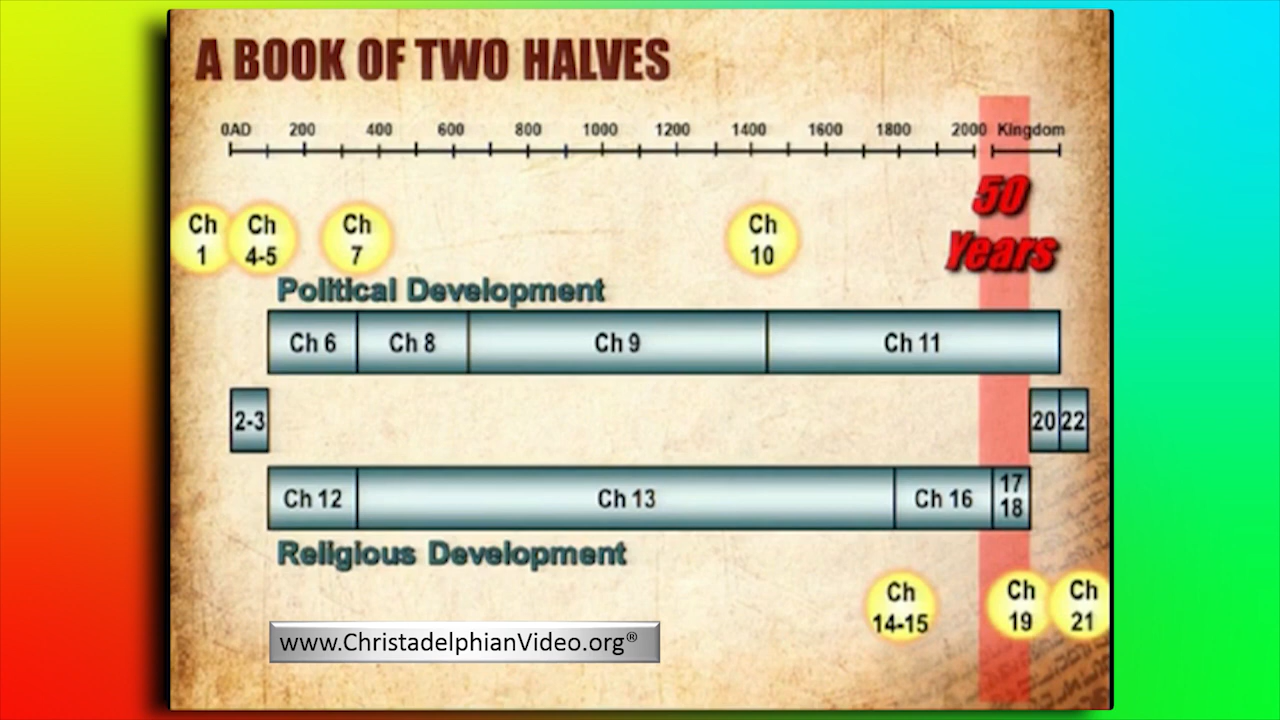 A BOOK OF TWO HALVES
0AD 200 400 600 800 1000 1200 1400 1600 1800 2000 Kingdom
50
Years
Ch
1
Ch
4-5
Ch
7
Ch
10
Political Development
Ch 6 Ch 8 Ch 9 Ch 11
2-3 20 22
Ch 12 Ch 13 Ch 16 17
18
Religious Development
Ch
14-15
Ch
19
Ch
21
www.ChristadelphianVideo.org®